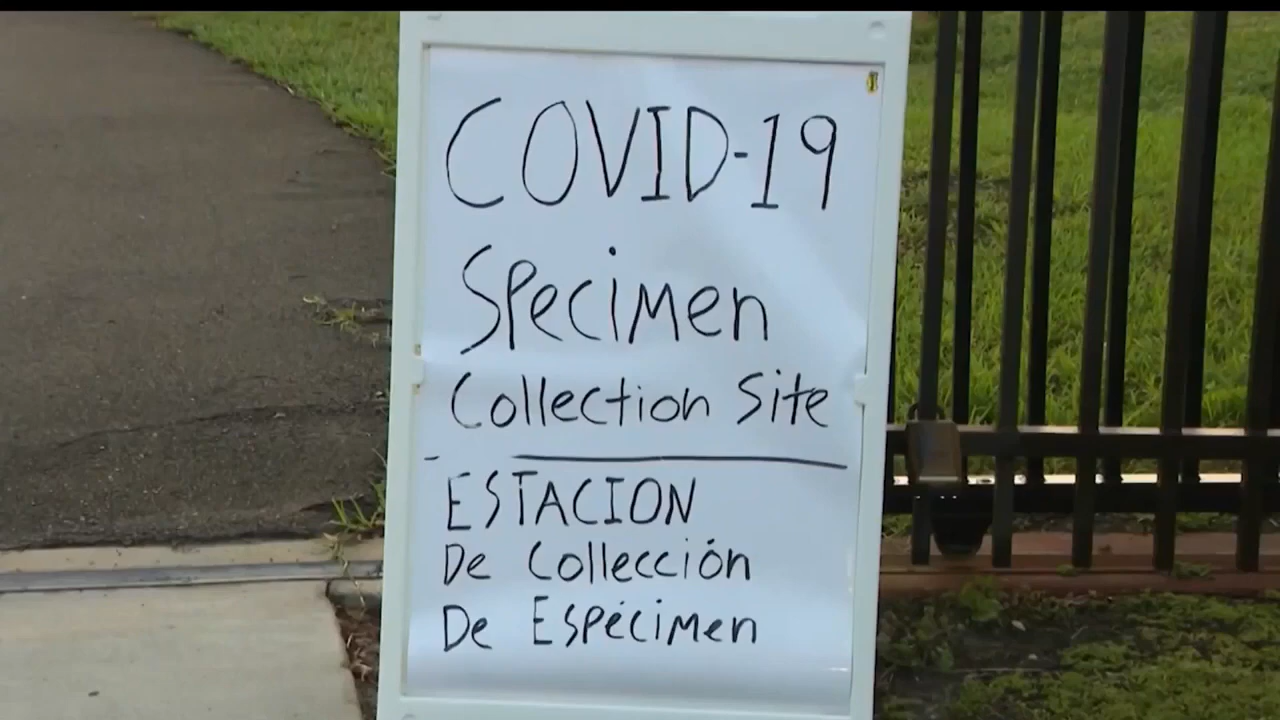 COVID-19
Specimen
Collection Site
ESTACION
De Collección
De Espécimen